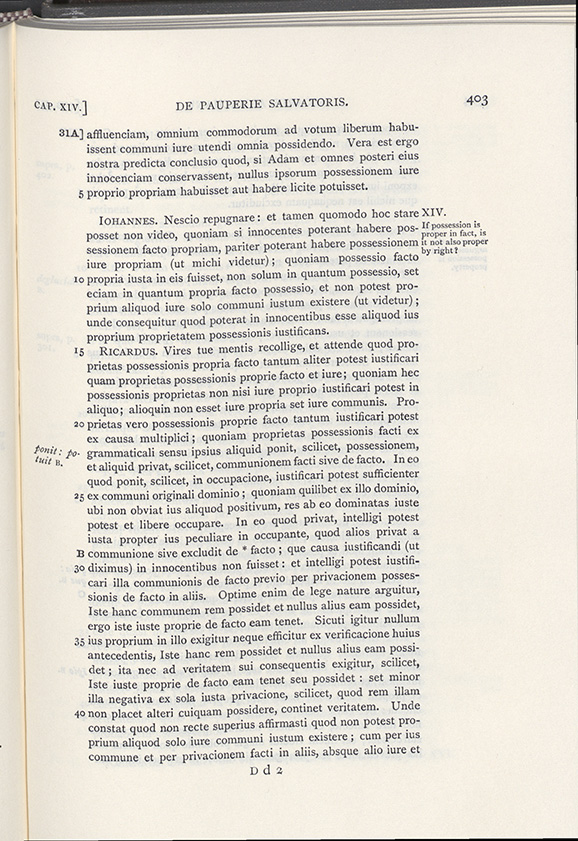 CAP. XIV.] DE PAUPERIE SALVATORIS. 403
31A] affluenciam, omnium commodorum ad votum liberum habu-
issent communi iure utendi omnia possidendo. Vera est ergo
nostra predicta conclusio quod, si Adam et omnes posteri eius
innocenciam conservassent, nullus ipsorum possessionem iure
5 proprio propriam habuisset aut habere licite potuisset.
IOHANNES. Nescio repugnare : et tamen quomodo hoc stare XIV.
posset non video, quoniam si innocentes poterant habere pos-
sessionem facto propriam, pariter poterant habere possessionem
iure propriam (ut michi videtur) ; quoniam possessio facto
If possession is
proper in fact, is
it not also proper
by right ?
10 propria iusta in eis fuisset, non solum in quantum possessio, set
eciam in quantum propria facto possessio, et non potest pro-
prium aliquod iure solo communi iustum existere (ut videtur) ;
unde consequitur quod poterat in innocentibus esse aliquod ius
proprium proprietatem possessionis iustificans.
15 RICARDUS. Vires tue mentis recollige, et attende quod pro-
prietas possessionis propria facto tantum aliter potest iustificari
quam proprietas possessionis proprie facto et iure; quoniam hec
possessionis proprietas non nisi iure proprio iustificari potest in
aliquo; alioquin non esset iure propria set iure communis. Pro-
20 prietas vero possessionis proprie facto tantum iustificari potest
ex causa multiplici ; quoniam proprietas possessionis facti ex
ponit : po-
tuit B.
grammaticali sensu ipsius aliquid ponit, scilicet, possessionem,
et aliquid privat, scilicet, communionem facti sive de facto. In eo
quod ponit, scilicet, in occupacione, iustificari potest sufficienter
25 ex communi originali dominio ; quoniam quilibet ex illo dominio,
ubi non obviat ius aliquod positivum, res ab eo dominatas iuste
potest et libere occupare. In eo quod privat, intelligi potest
iusta propter ius peculiare in occupante, quod alios privat a
B communione sive excludit de * facto ; que causa iustificandi (ut
30 diximus) in innocentibus non fuisset : et intelligi potest iustifi-
cari illa communionis de facto previo per privacionem posses-
sionis de facto in aliis. Optime enim de lege nature arguitur,
Iste hanc communem rem possidet et nullus alius eam possidet,
ergo iste iuste proprie de facto eam tenet. Sicuti igitur nullum
35 ius proprium in illo exigitur neque efficitur ex verificacione huius
antecedentis, Iste hanc rem possidet et nullus alius eam possi-
det ; ita nec ad veritatem sui consequentis exigitur, scilicet,
Iste iuste proprie de facto eam tenet seu possidet : set minor
illa negativa ex sola iusta privacione, scilicet, quod rem illam
40 non placet alteri cuiquam possidere, continet veritatem. Unde
constat quod non recte superius affirmasti quod non potest pro-
prium aliquod solo iure communi iustum existere ; cum per ius
commune et per privacionem facti in aliis, absque alio iure et
D d 2